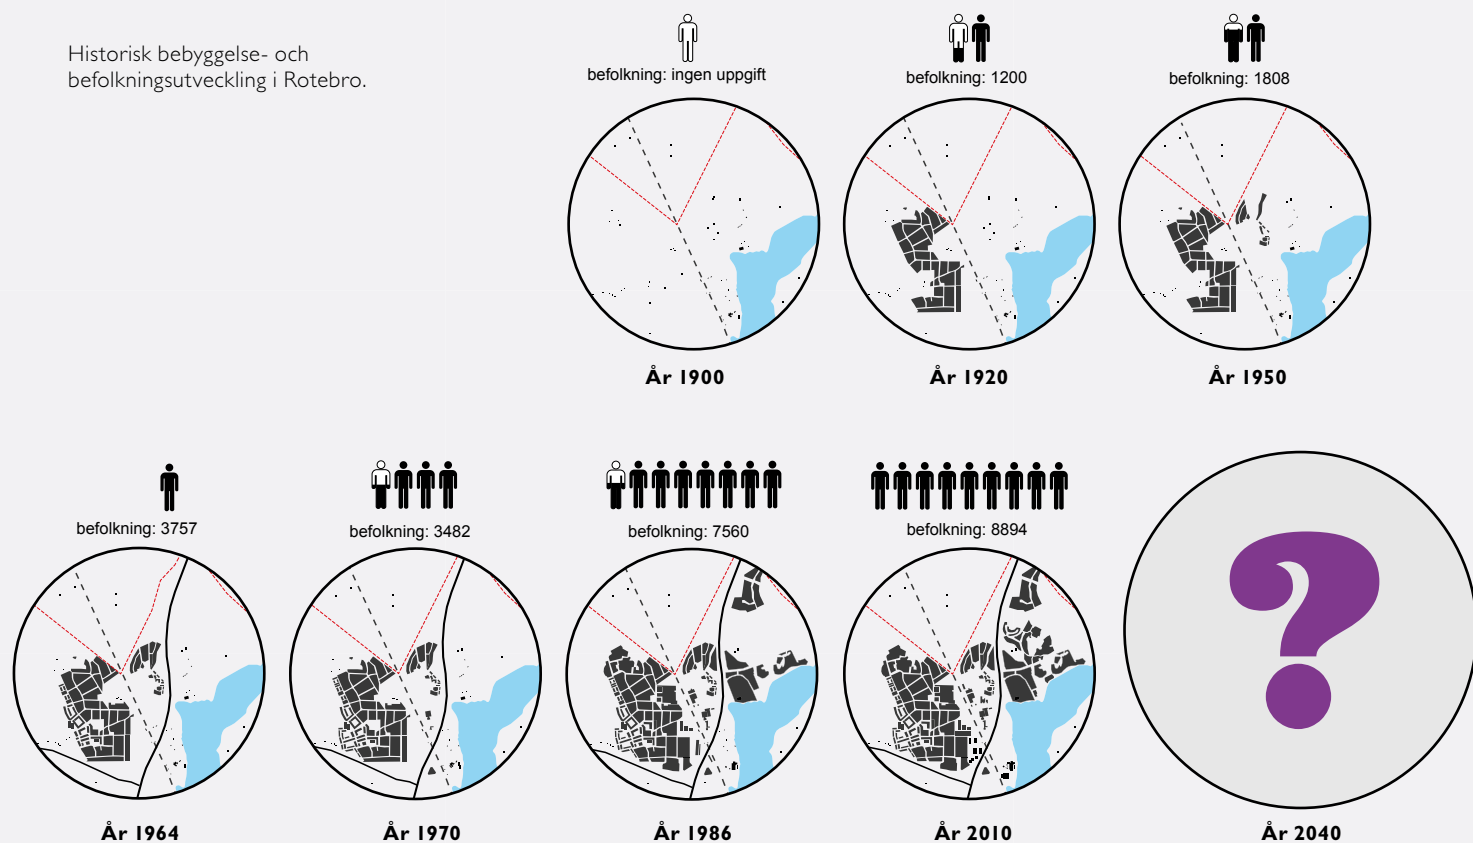 Historisk bebyggelse- och
befolkningsutveckling i Rotebro.
befolkning: ingen uppgift
År 1900
befolkning: 1200
År 1920
befolkning: 1808
År 1950
befolkning: 3757
År 1964
befolkning: 3482
År 1970
befolkning: 7560
År 1986
befolkning: 8894
År 2010
?
År 2040